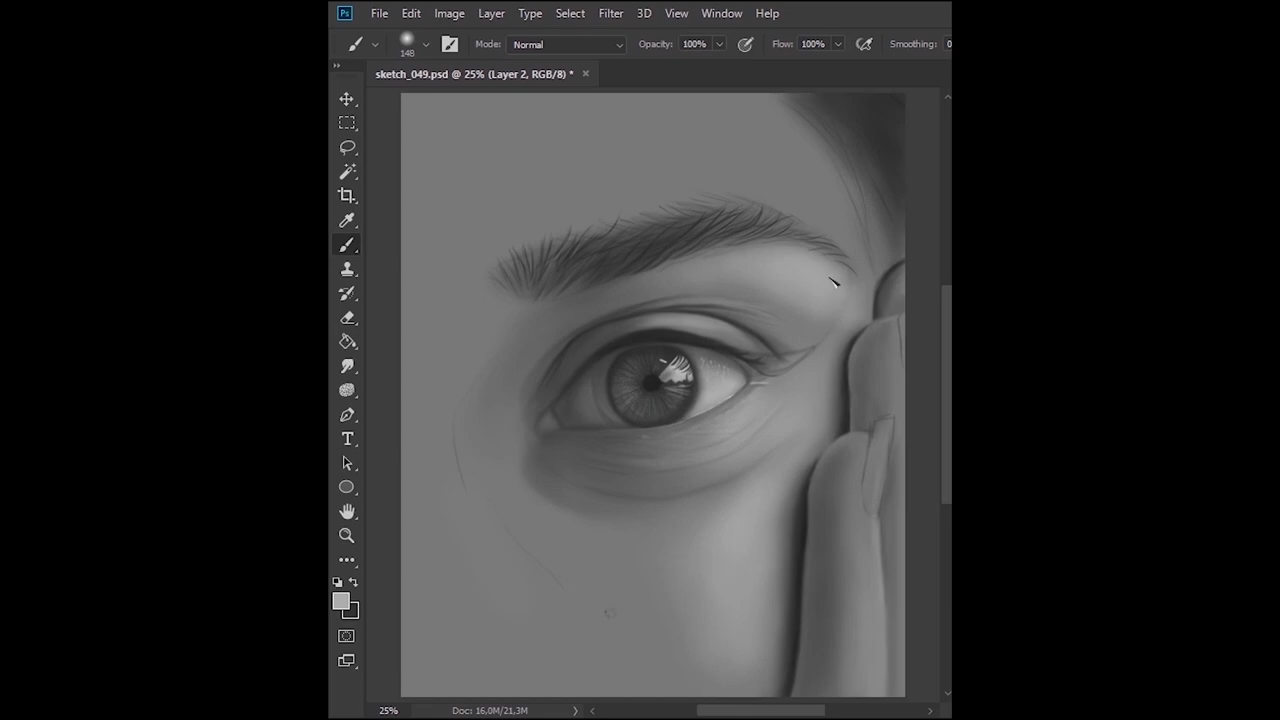 Ps File Edit Image Layer Type Select Filter 3D View Window Help
148 Mode: Normal Opacity: 100% Flow: 100% Smoothing: 0
sketch_049.psd @ 25% (Layer 2, RGB/8) *
T
25% Doc: 16,0M/21,3M